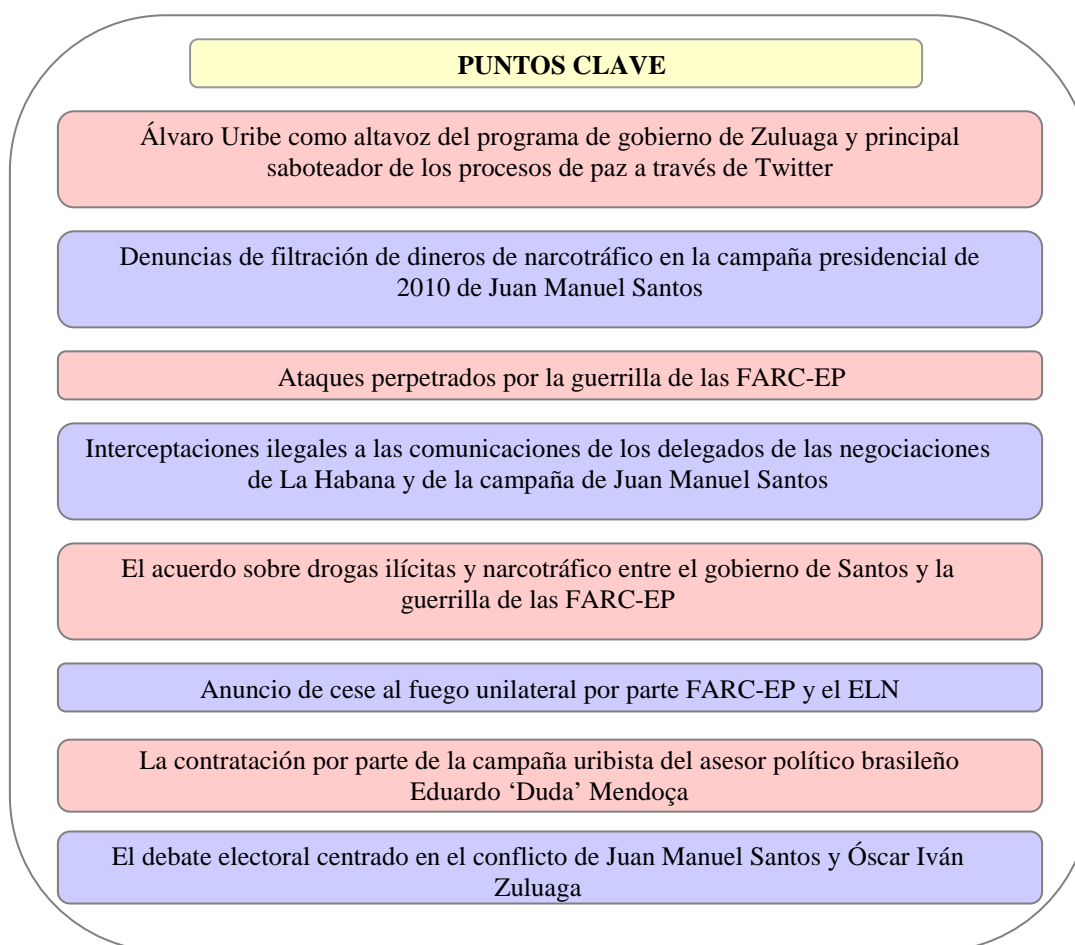 PUNTOS CLAVE
Álvaro Uribe como altavoz del programa de gobierno de Zuluaga y principal
saboteador de los procesos de paz a través de Twitter
Denuncias de filtración de dineros de narcotráfico en la campaña presidencial de
2010 de Juan Manuel Santos
Ataques perpetrados por la guerrilla de las FARC-EP
Interceptaciones ilegales a las comunicaciones de los delegados de las negociaciones
de La Habana y de la campaña de Juan Manuel Santos
El acuerdo sobre drogas ilícitas y narcotráfico entre el gobierno de Santos y la
guerrilla de las FARC-EP
Anuncio de cese al fuego unilateral por parte FARC-EP y el ELN
La contratación por parte de la campaña uribista del asesor político brasileño
Eduardo ‘Duda’ Mendoça
El debate electoral centrado en el conflicto de Juan Manuel Santos y Óscar Iván
Zuluaga